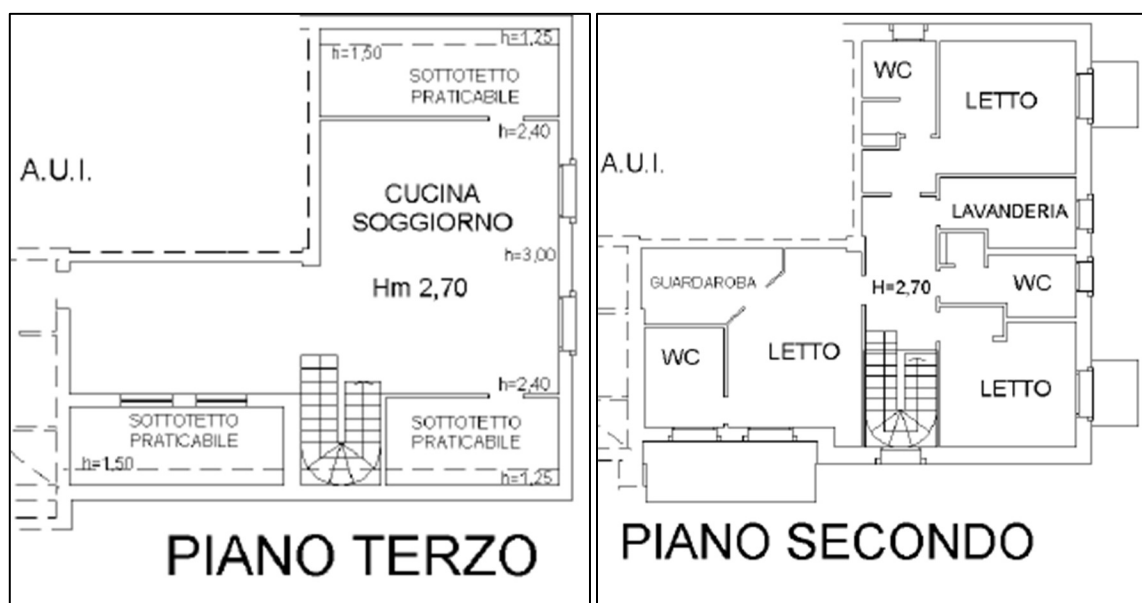 h=1,25
h=1,50
SOTTOTETTO
PRATICABILE
h=2,40
A.U.I.
CUCINA
SOGGIORNO
h=3,00
Hm 2,70
h=2,40
SOTTOTETTO
PRATICABILE
SOTTOTETTO
PRATICABILE
h=1,50
h=1,25
PIANO TERZO
WC
LETTO
A.U.I.
LAVANDERIA
GUARDAROBA
H=2,70
WC
WC
LETTO
LETTO
PIANO SECONDO